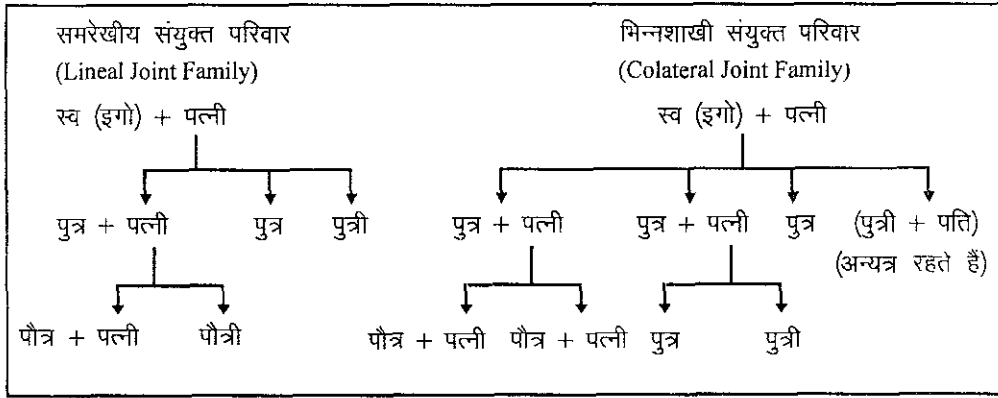 समरेखीय संयुक्त परिवार
(Lineal Joint Family)
स्व (इगो) + पत्नी
पुत्र + पत्नी पुत्र पुत्री
पौत्र + पत्नी पौत्री
भिन्नशाखी संयुक्त परिवार
(Colateral Joint Family)
स्व (इगो) + पत्नी
पुत्र + पत्नी पुत्र + पत्नी पुत्र (पुत्री + पति)
(अन्यत्र रहते हैं)
पौत्र + पत्नी पौत्र + पत्नी पुत्र पुत्री